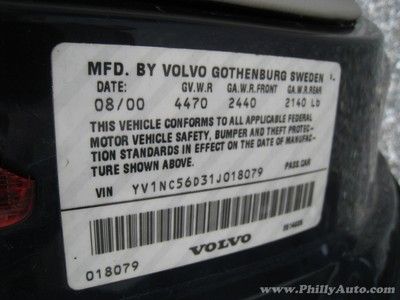 MFD. BY VOLVO GOTHENBURG SWEDEN
GV.W.R GA.W.R.FRONT GA.W.R.REAR
08/00 4470 2440 2140 Lb
THIS VEHICLE CONFORMS TO ALL APPLICABLE FEDERAL
MOTOR VEHICLE SAFETY, BUMPER AND THEFT PROTEC-
TION STANDARDS IN EFFECT ON THE DATE OF MANUFAC-
TURE SHOWN ABOVE.
PASS.CAR
VIN YV1NC56D31J018079
VOLVO
018079
www.PhillyAuto.com